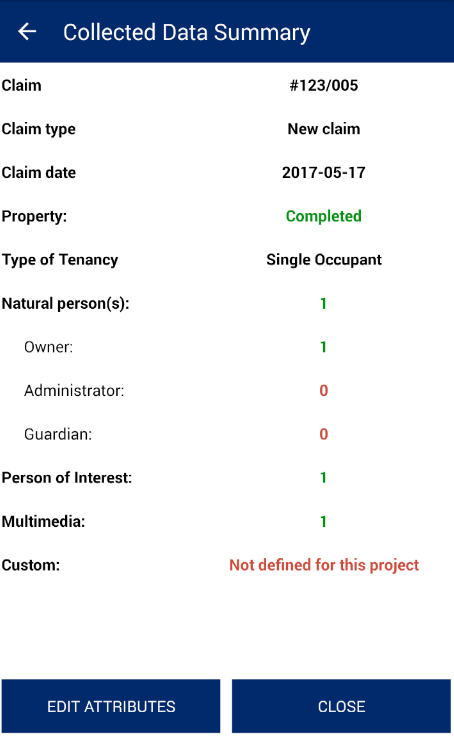 Collected Data Summary
Claim #123/005
Claim type New claim
Claim date 2017-05-17
Property: Completed
Type of Tenancy Single Occupant
Natural person(s): 1
Owner: 1
Administrator: 0
Guardian: 0
Person of Interest: 1
Multimedia: 1
Custom: Not defined for this project
EDIT ATTRIBUTES CLOSE